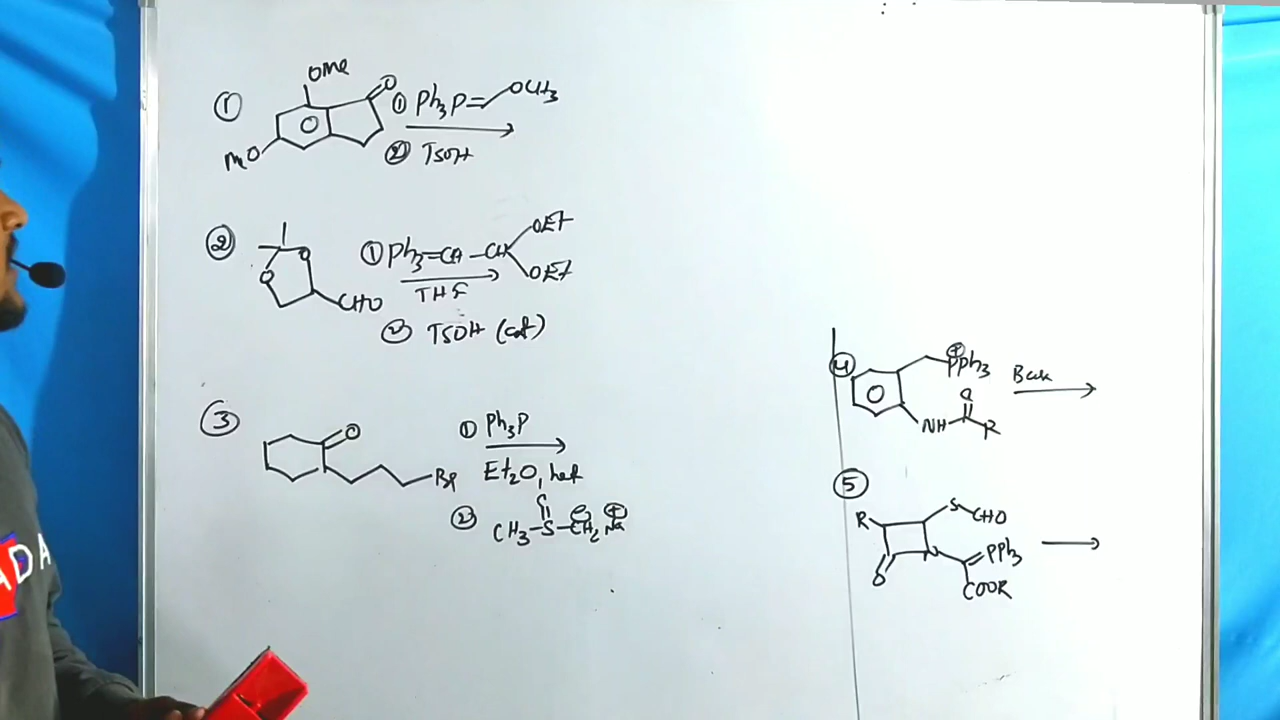 ① OMe O ① Ph₃P= OCH₃
MeO ② TSOH
② O O CHO ① Ph₃=CH -CH OEt OEt
THF
② TSOH (cat)
③ O Br ① Ph₃P
Et₂O,
② CH₃-S-CH₂ Na
⊖ ⊕
④ ⊕ PPh₃ Base
NH O R
⑤ R S CHO
O N PPh₃
COOR
ADA